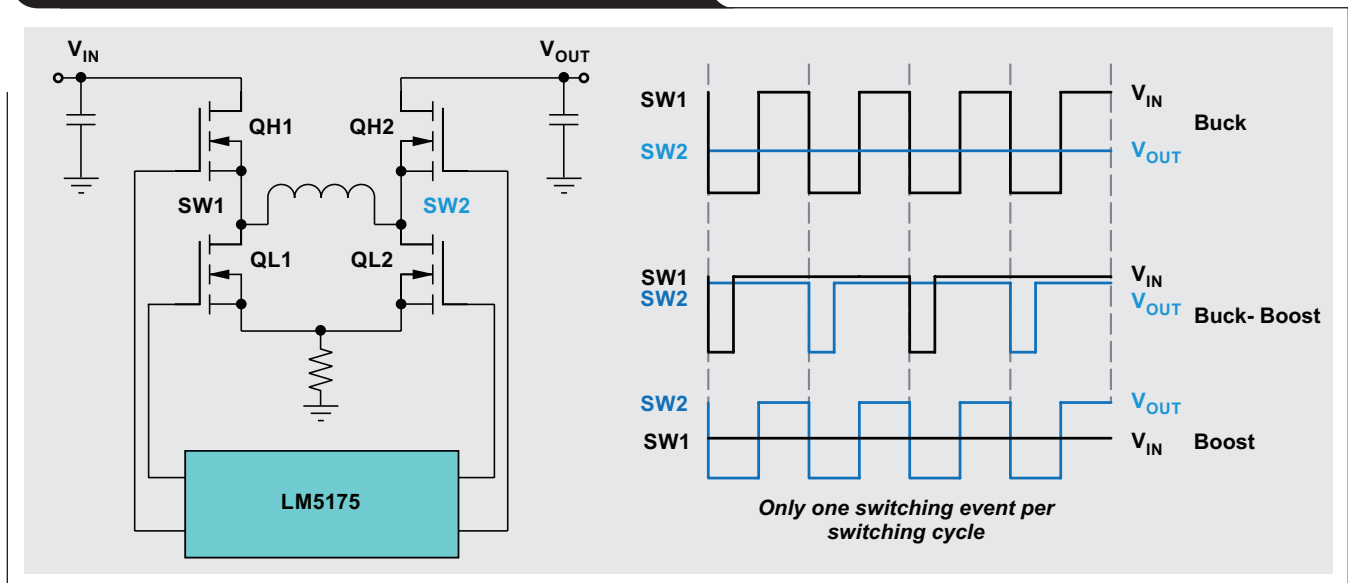 VIN
VOUT
QH1
QH2
SW1
SW2
QL1
QL2
LM5175
SW1
VIN
Buck
SW2
VOUT
SW1
VIN
SW2
VOUT
Buck- Boost
SW2
VOUT
SW1
VIN
Boost
Only one switching event per
switching cycle